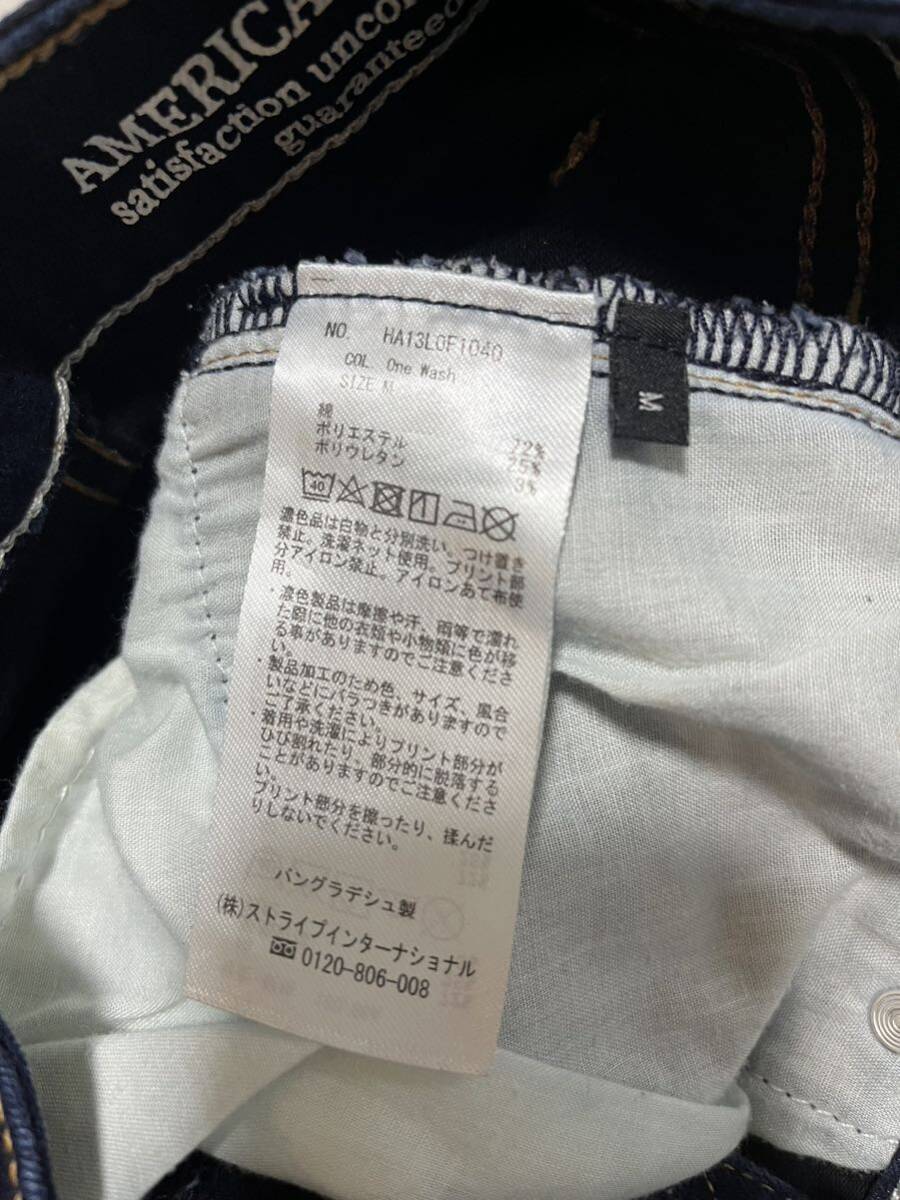 AMERICA
satisfaction uncon
guaranteed
M
NO. HA13L0F1040
COL One Wash
SIZE M
綿 72%
ポリエステル 25%
ポリウレタン 3%
40
濃色品は白物と分別洗い。つけ置き
禁止。洗濯ネット使用。プリント部
分アイロン禁止。アイロンあて布使
用。
・濃色製品は摩擦や汗、雨等で濡れ
た際に他の衣類や小物類に色が移
る事がありますのでご注意くださ
い。
・製品加工のため色、サイズ、風合
いなどにバラつきがありますので
ご了承ください。
・着用や洗濯によりプリント部分が
ひび割れたり、部分的に脱落する
ことがありますのでご注意くださ
い。
プリント部分を擦ったり、揉んだ
りしないでください。
バングラデシュ製
(株)ストライプインターナショナル
0120-806-008